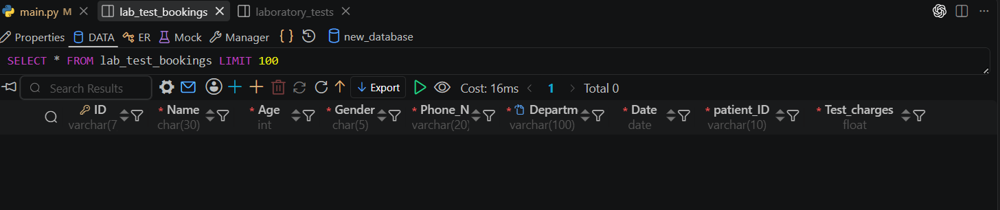 main.py M lab_test_bookings laboratory_tests
Properties DATA ER Mock Manager { } new_database
SELECT * FROM lab_test_bookings LIMIT 100
Search Results Export Cost: 16ms < 1 > Total 0
ID * Name * Age * Gender * Phone_N * Departm * Date * patient_ID * Test_charges
varchar(7 char(30) int char(5) varchar(20) varchar(100) date varchar(10) float